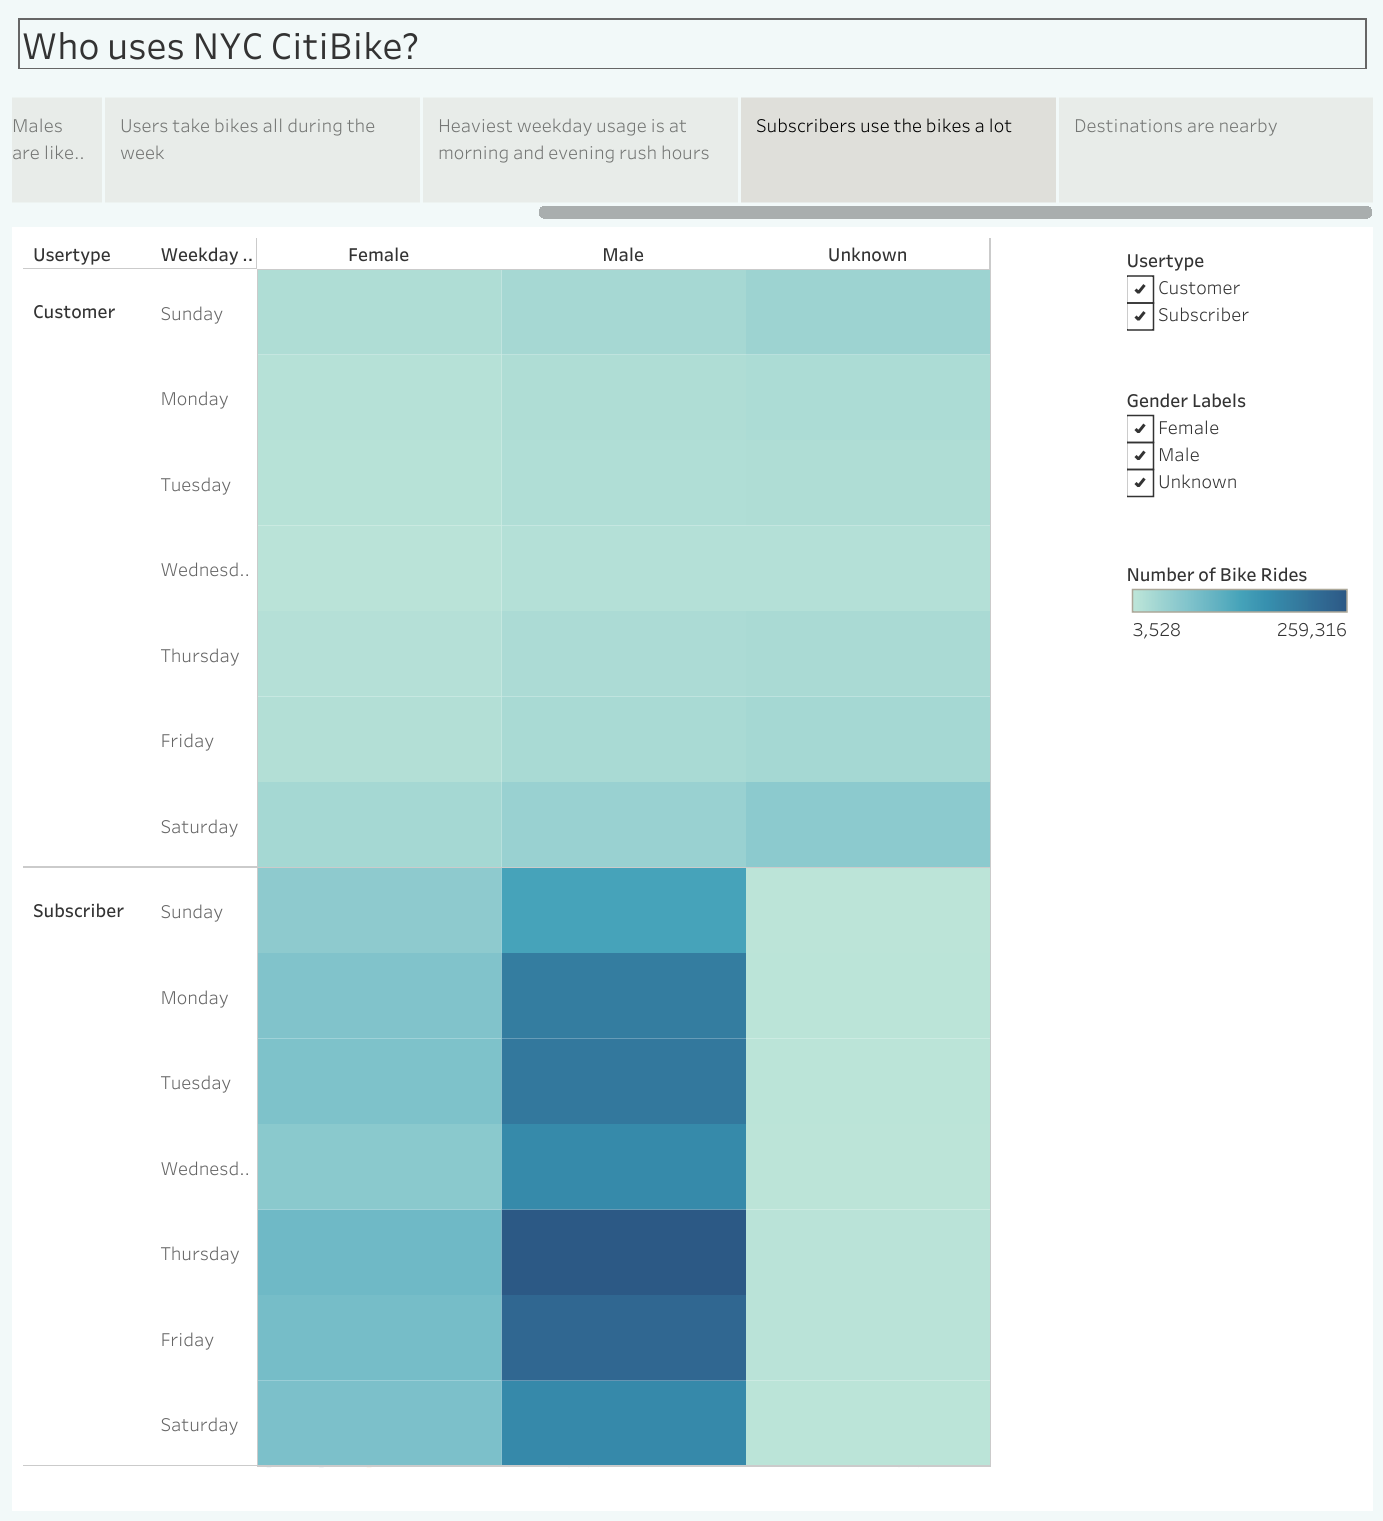 Who uses NYC CitiBike?
Males
are like..
Users take bikes all during the
week
Heaviest weekday usage is at
morning and evening rush hours
Subscribers use the bikes a lot
Destinations are nearby
Usertype Weekday .. Female Male Unknown
Customer Sunday
Monday
Tuesday
Wednesd..
Thursday
Friday
Saturday
Subscriber Sunday
Monday
Tuesday
Wednesd..
Thursday
Friday
Saturday
Usertype
Customer
Subscriber
Gender Labels
Female
Male
Unknown
Number of Bike Rides
3,528 259,316